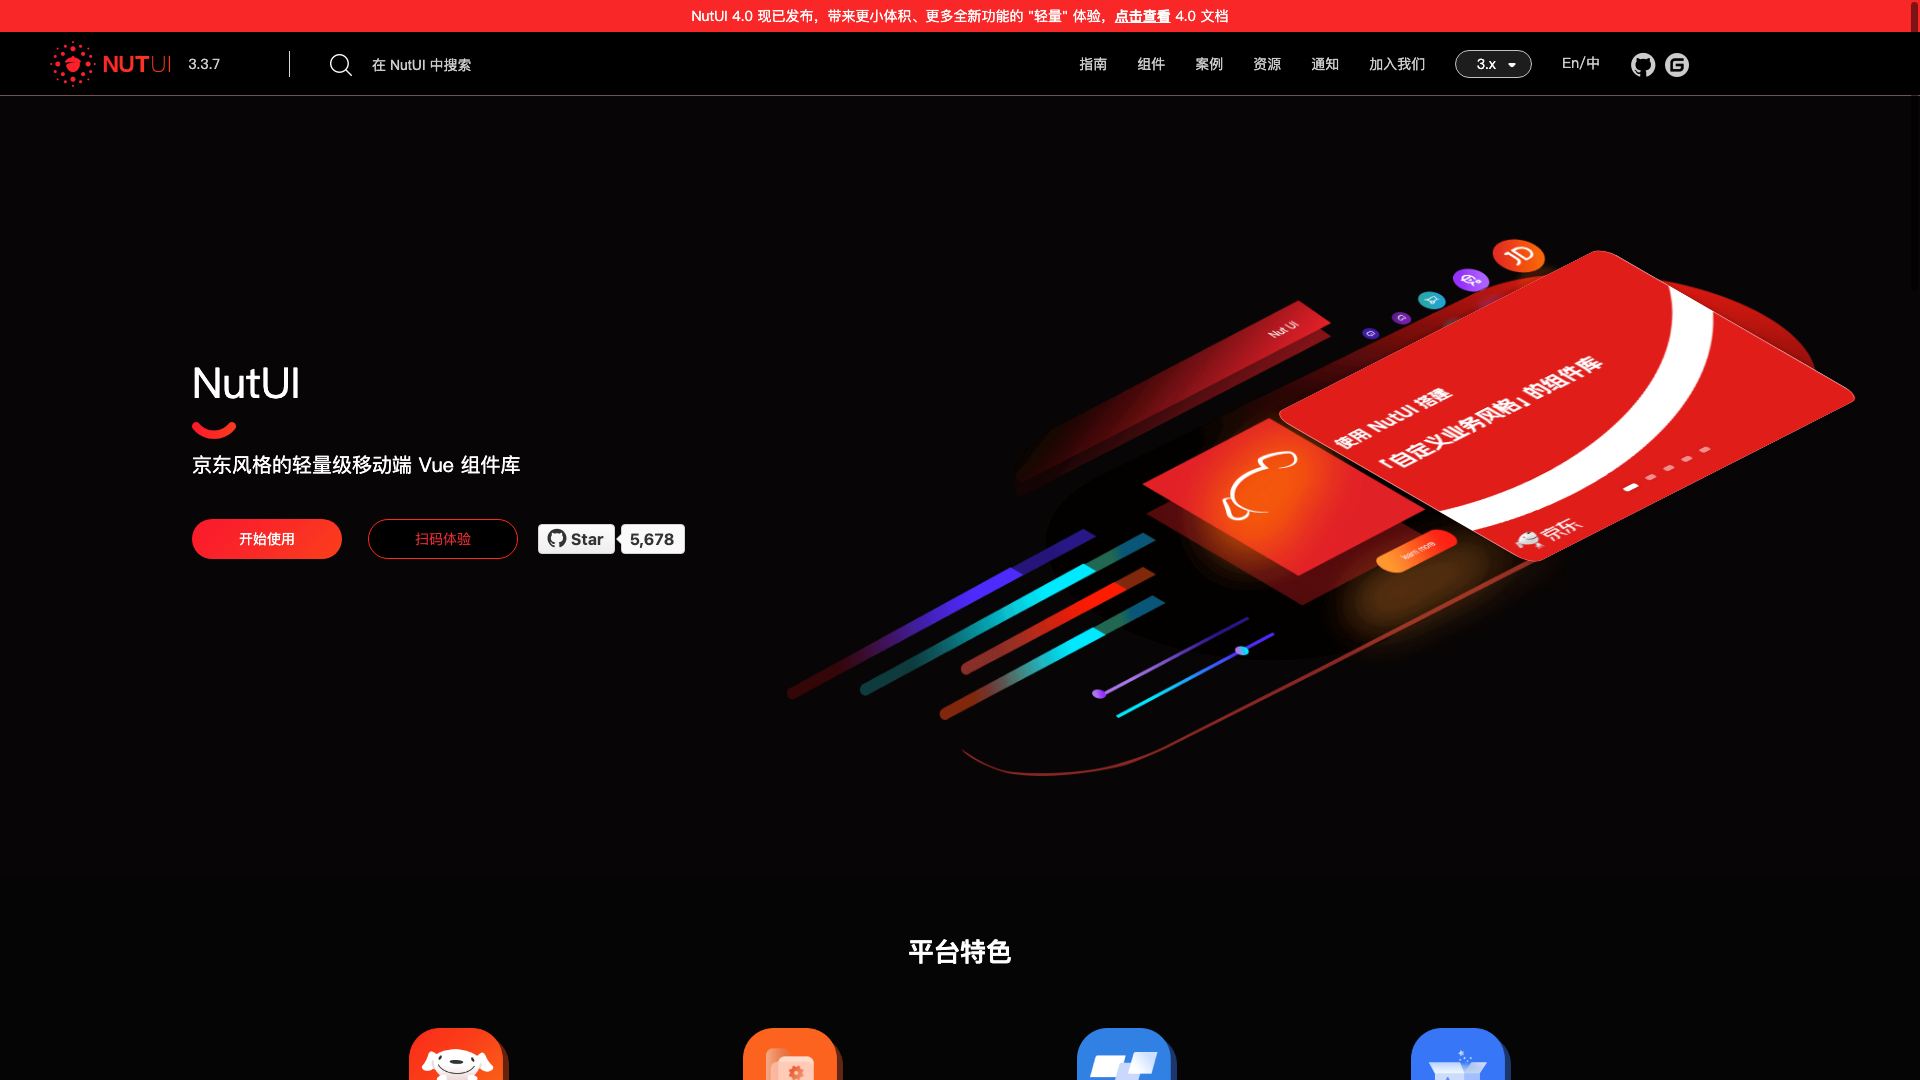 NutUI 4.0 现已发布，带来更小体积、更多全新功能的 "轻量" 体验，点击查看 4.0 文档
NUTUI 3.3.7
在 NutUI 中搜索
指南 组件 案例 资源 通知 加入我们 3.x En/中
NutUI
京东风格的轻量级移动端 Vue 组件库
开始使用 扫码体验 Star 5,678
JD
Nut UI
使用 NutUI 搭建
「自定义业务风格」的组件库
learn more
京东
平台特色